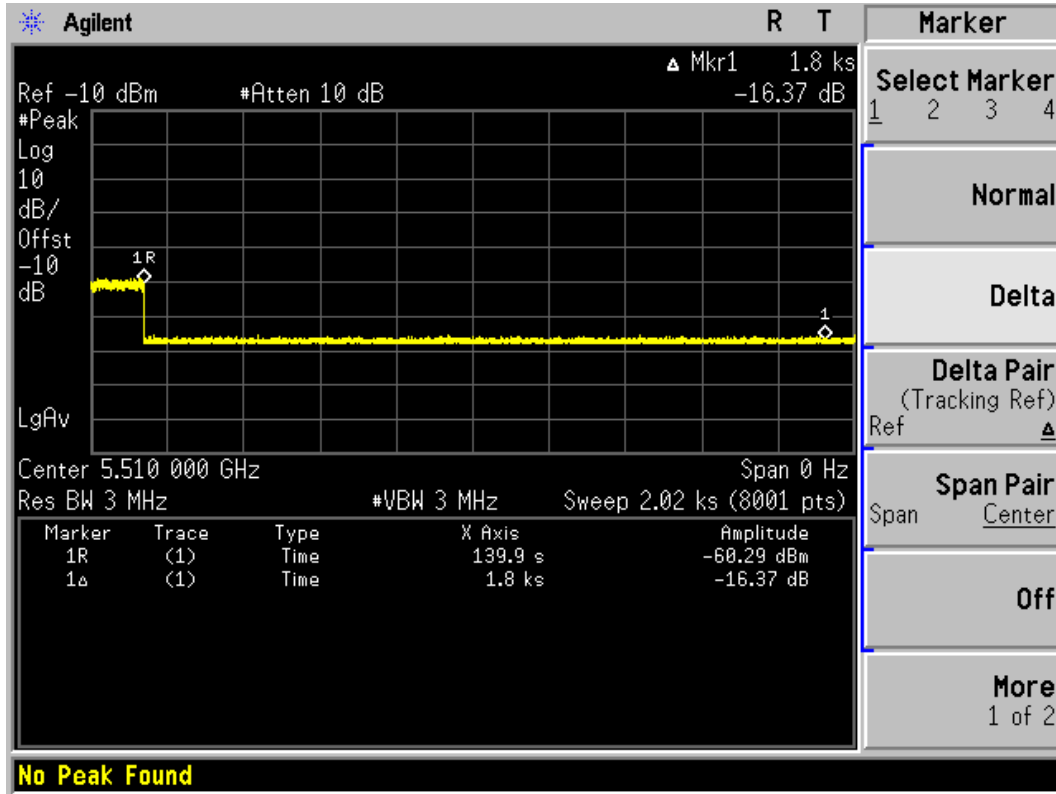 Agilent R T Marker
Δ Mkr1 1.8 ks
Ref −10 dBm #Atten 10 dB −16.37 dB
#Peak
Log
10
dB/
Offst
−10
dB
1R
1
LgAv
Center 5.510 000 GHz Span 0 Hz
Res BW 3 MHz #VBW 3 MHz Sweep 2.02 ks (8001 pts)
Marker Trace Type X Axis Amplitude
1R (1) Time 139.9 s −60.29 dBm
1Δ (1) Time 1.8 ks −16.37 dB
Select Marker
1 2 3 4
Normal
Delta
Delta Pair
(Tracking Ref)
Ref Δ
Span Pair
Span Center
Off
More
1 of 2
No Peak Found